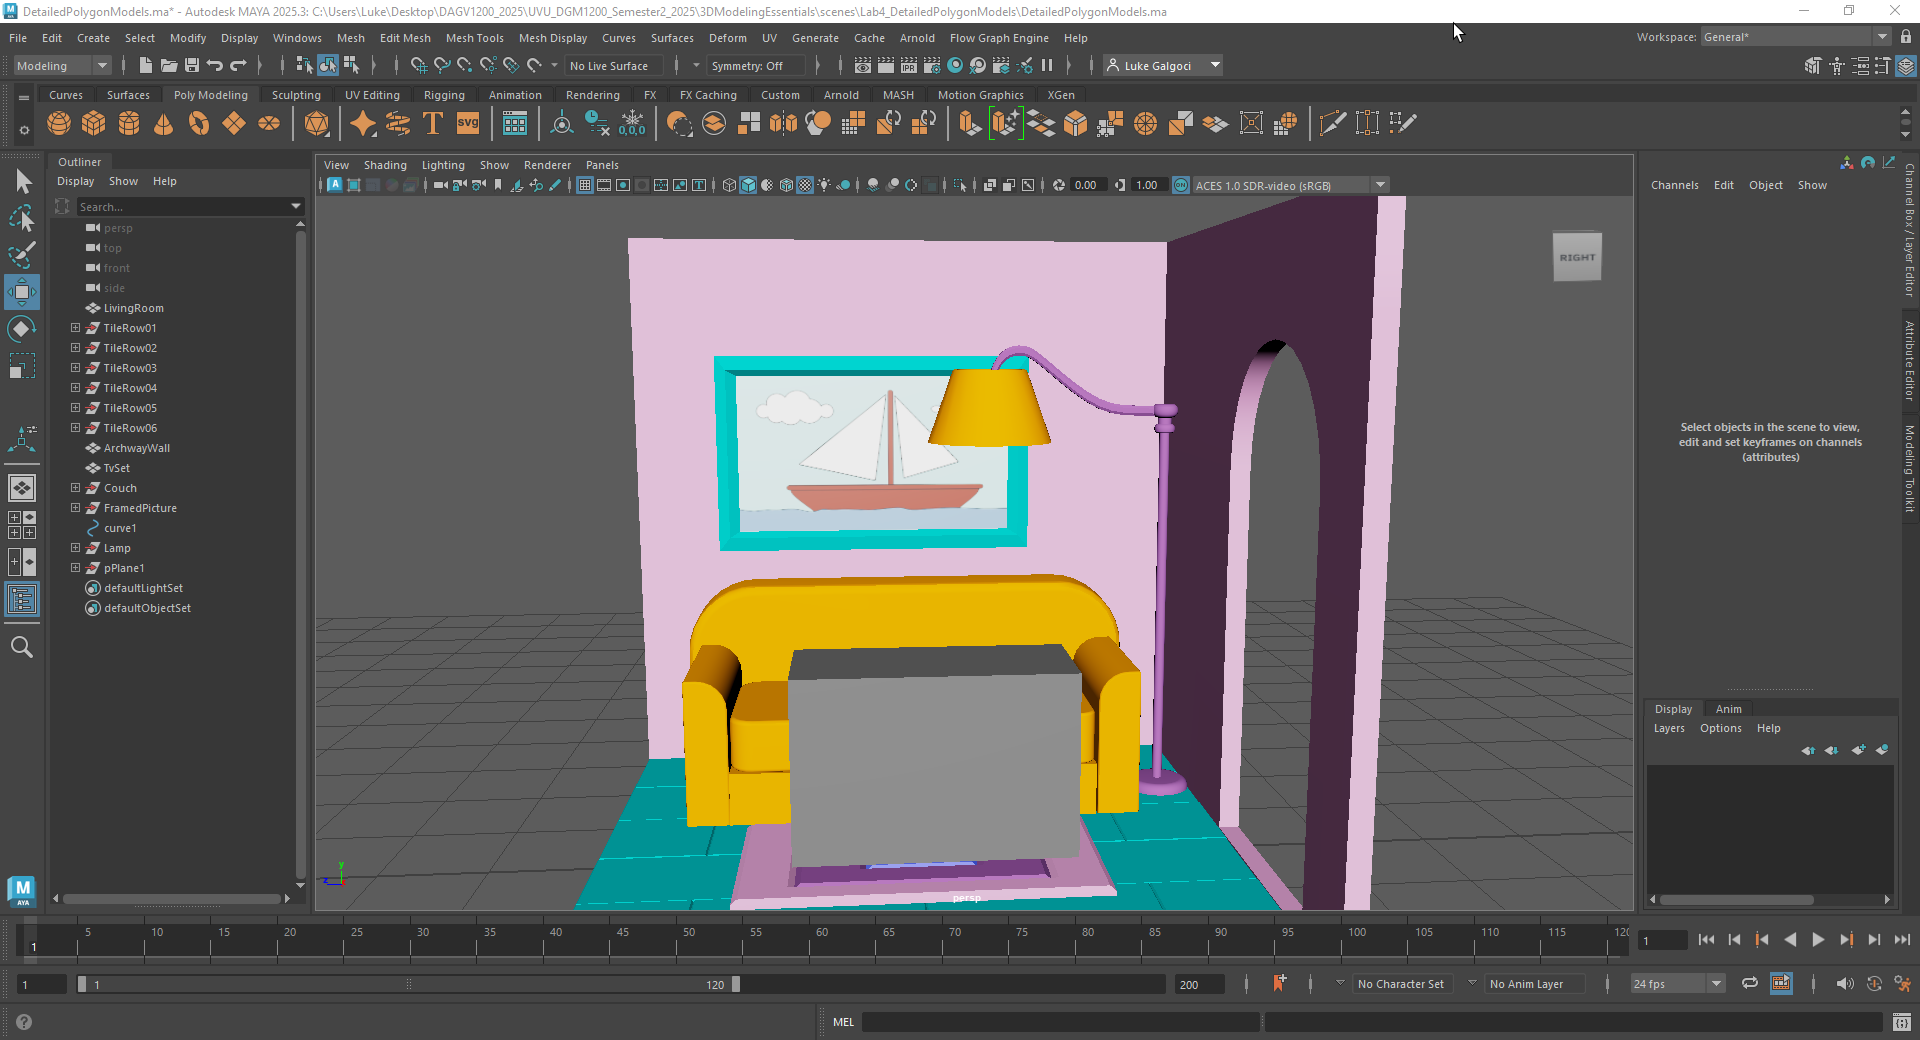 DetailedPolygonModels.ma* - Autodesk MAYA 2025.3: C:\Users\Luke\Desktop\DAGV1200_2025\UVU_DGM1200_Semester2_2025\3DModelingEssentials\scenes\Lab4_DetailedPolygonModels\DetailedPolygonModels.ma
File Edit Create Select Modify Display Windows Mesh Edit Mesh Mesh Tools Mesh Display Curves Surfaces Deform UV Generate Cache Arnold Flow Graph Engine Help Workspace: General*
Modeling No Live Surface Symmetry: Off IPR Luke Galgoci
Curves Surfaces Poly Modeling Sculpting UV Editing Rigging Animation Rendering FX FX Caching Custom Arnold MASH Motion Graphics XGen
T SVG 0,0,0
Outliner
Display Show Help
Search...
persp
top
front
side
LivingRoom
TileRow01
TileRow02
TileRow03
TileRow04
TileRow05
TileRow06
ArchwayWall
TvSet
Couch
FramedPicture
curve1
Lamp
pPlane1
defaultLightSet
defaultObjectSet
M
AYA
View Shading Lighting Show Renderer Panels
0.00 1.00 ACES 1.0 SDR-video (sRGB)
RIGHT
y
persp
Channels Edit Object Show
Select objects in the scene to view,
edit and set keyframes on channels
(attributes)
Channel Box / Layer Editor
Attribute Editor
Modeling Toolkit
Display Anim
Layers Options Help
1 5 10 15 20 25 30 35 40 45 50 55 60 65 70 75 80 85 90 95 100 105 110 115 120 1
1 1 120 200 No Character Set No Anim Layer 24 fps
MEL